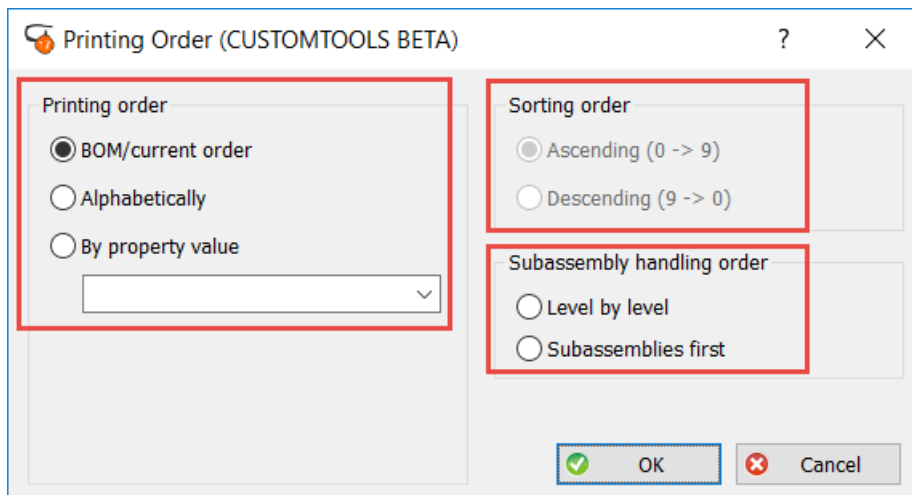 Printing Order (CUSTOMTOOLS BETA)
?
Printing order
BOM/current order
Alphabetically
By property value
Sorting order
Ascending (0 -> 9)
Descending (9 -> 0)
Subassembly handling order
Level by level
Subassemblies first
OK
Cancel